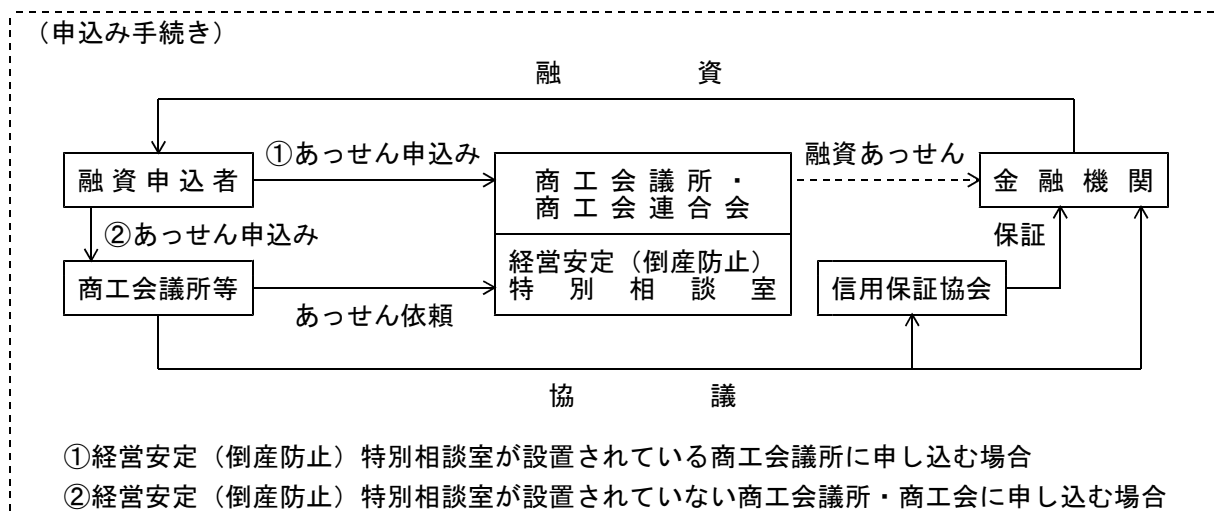 （申込み手続き）
融　　　資
①あっせん申込み
融資あっせん
融資申込者
商工会議所・
商工会連合会
金融機関
②あっせん申込み
保証
商工会議所等
経営安定（倒産防止）
特別相談室
信用保証協会
あっせん依頼
協　　　議
①経営安定（倒産防止）特別相談室が設置されている商工会議所に申し込む場合
②経営安定（倒産防止）特別相談室が設置されていない商工会議所・商工会に申し込む場合